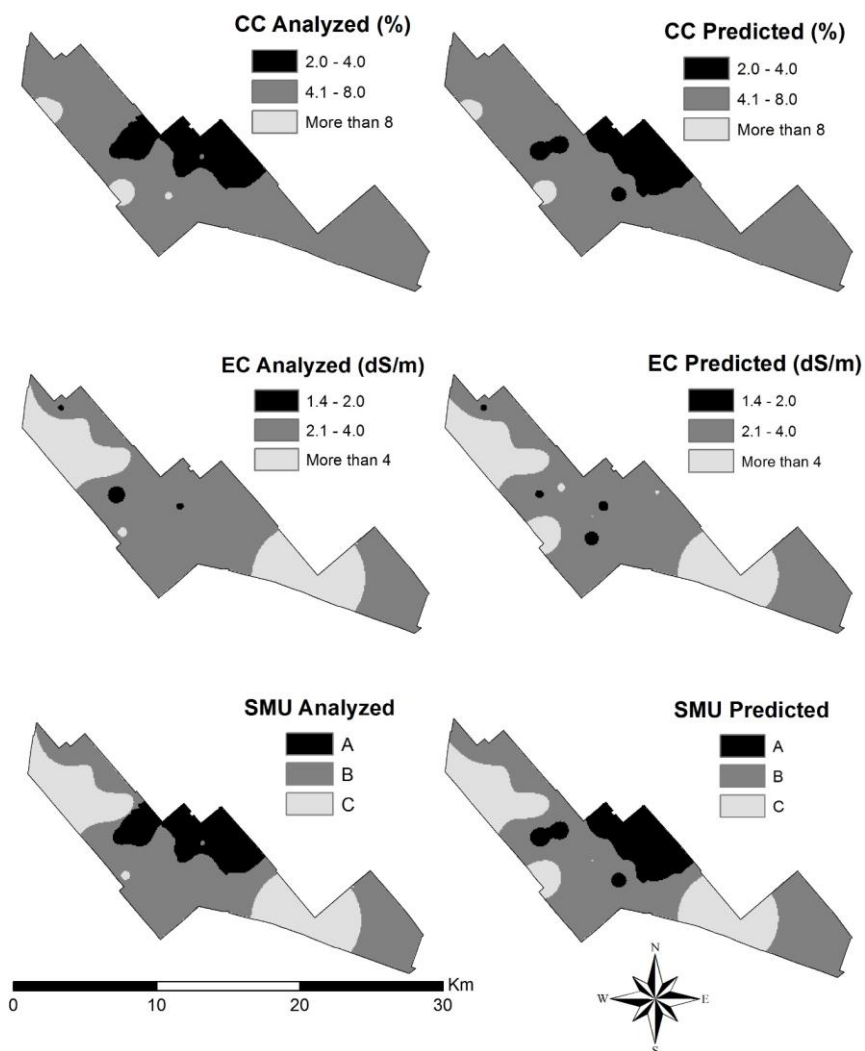 CC Analyzed (%)
2.0 - 4.0
4.1 - 8.0
More than 8
CC Predicted (%)
2.0 - 4.0
4.1 - 8.0
More than 8
EC Analyzed (dS/m)
1.4 - 2.0
2.1 - 4.0
More than 4
EC Predicted (dS/m)
1.4 - 2.0
2.1 - 4.0
More than 4
SMU Analyzed
A
B
C
SMU Predicted
A
B
C
Km
0 10 20 30
N
W E
S